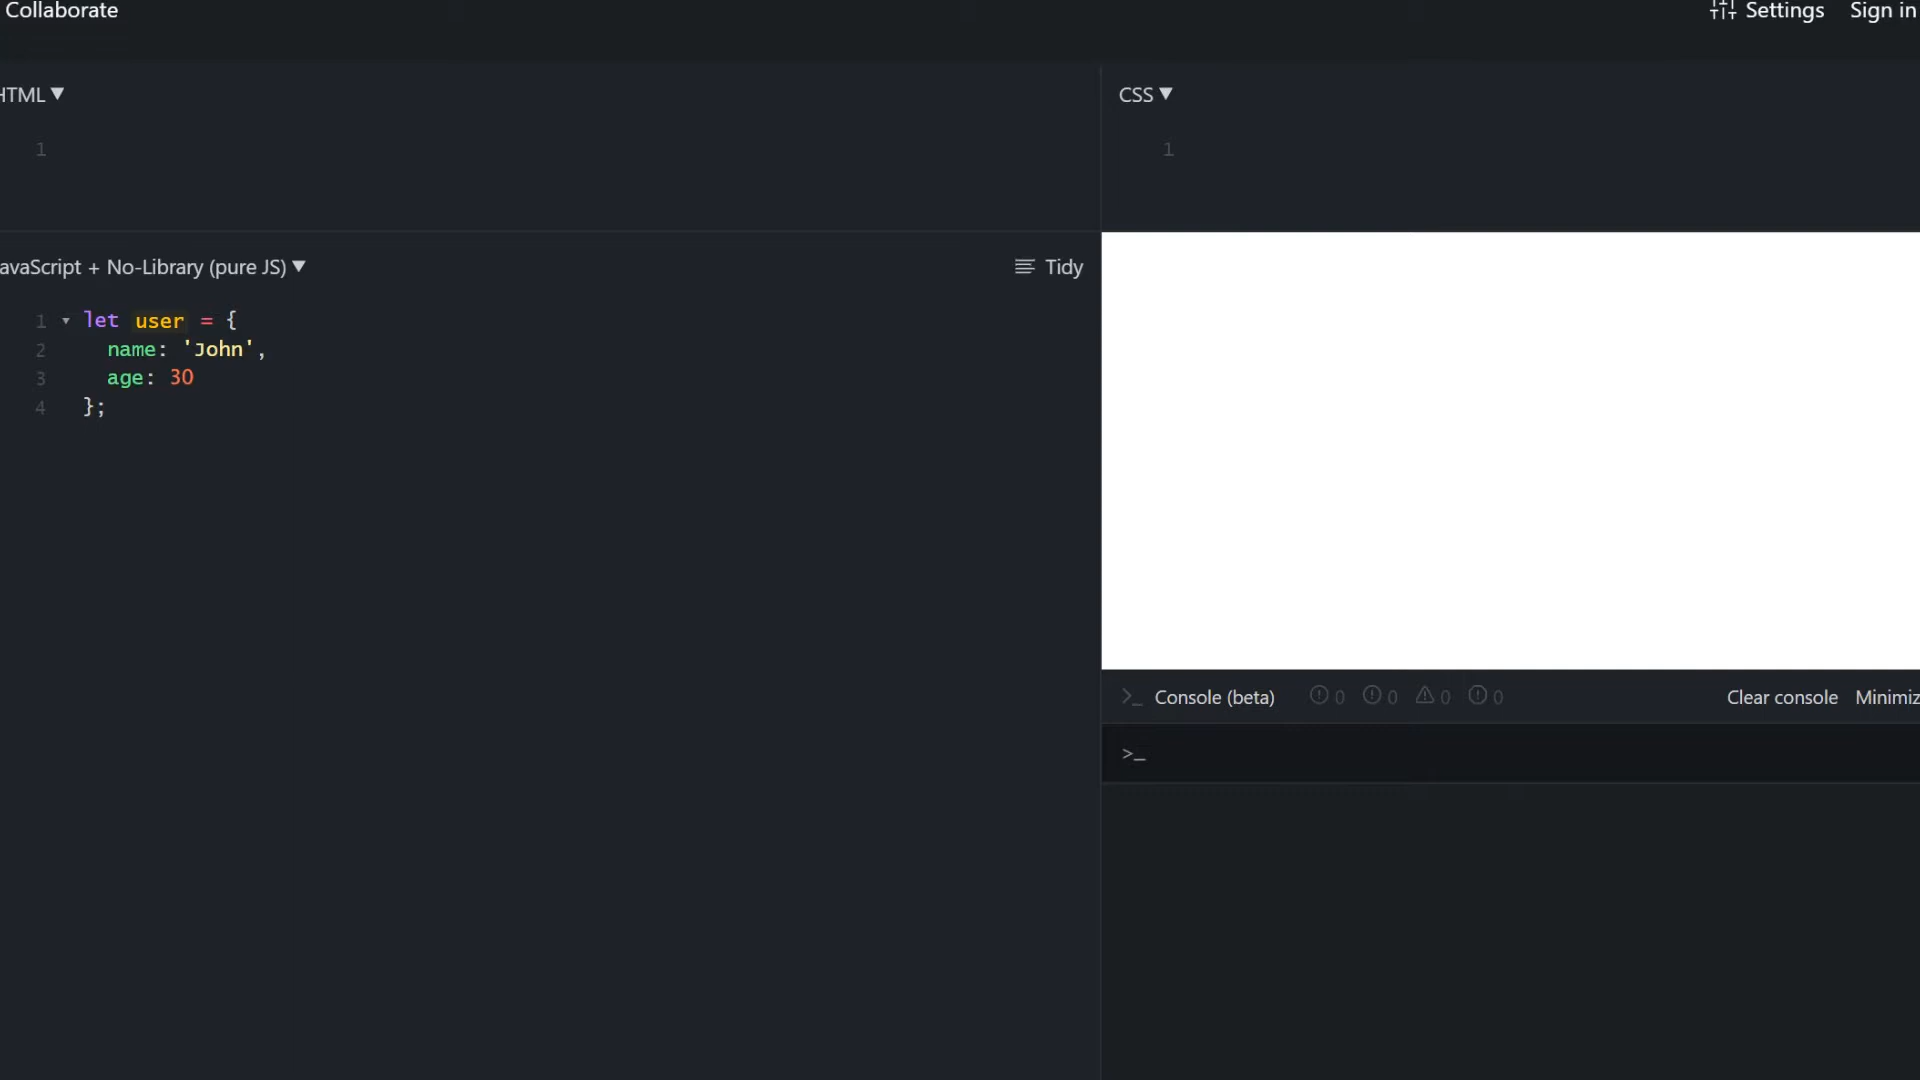 Collaborate
Settings Sign in
HTML
CSS
1
1
avaScript + No-Library (pure JS)
Tidy
1 let user = {
2 name: 'John',
3 age: 30
4 };
>_ Console (beta) 0 0 0 0 Clear console Minimiz
>_